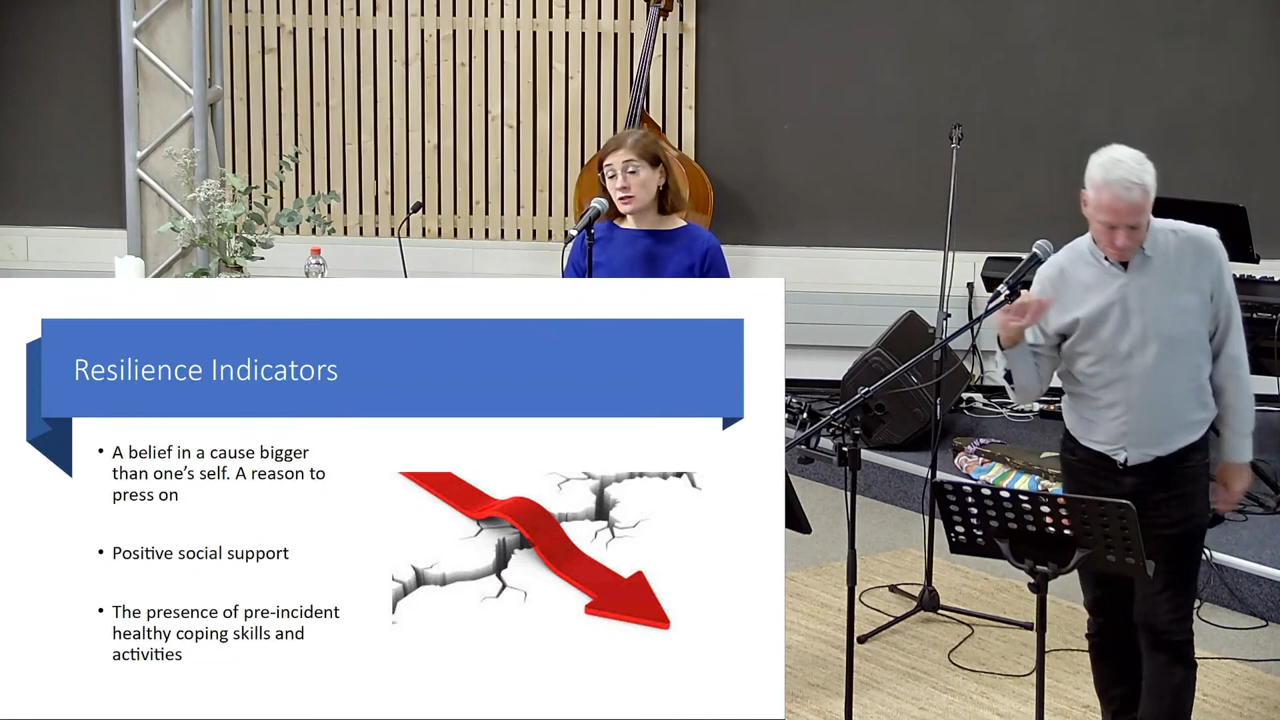 Resilience Indicators
• A belief in a cause bigger
than one’s self. A reason to
press on
• Positive social support
• The presence of pre-incident
healthy coping skills and
activities